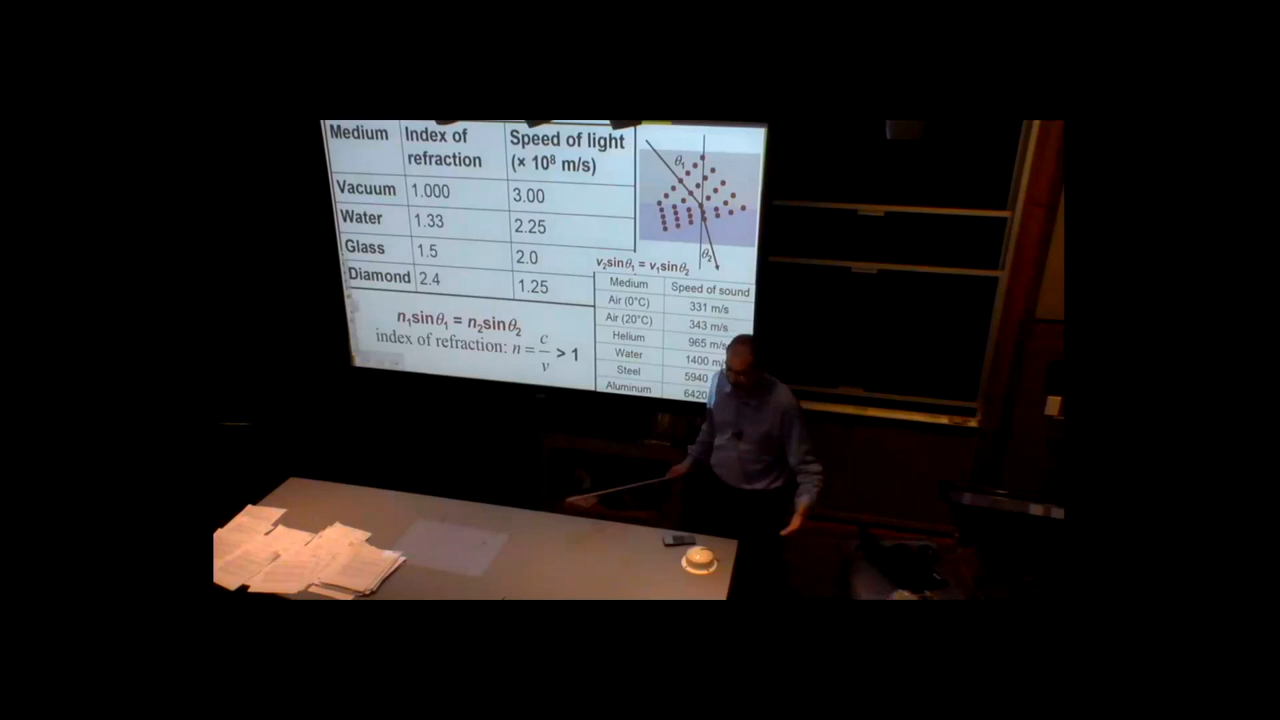 Medium Index of refraction Speed of light (× 10⁸ m/s)
Vacuum 1.000 3.00
Water 1.33 2.25
Glass 1.5 2.0
Diamond 2.4 1.25
n₁sinθ₁ = n₂sinθ₂
index of refraction: n = c/v > 1
θ₁
θ₂
v₂sinθ₁ = v₁sinθ₂
Medium Speed of sound
Air (0°C) 331 m/s
Air (20°C) 343 m/s
Helium 965 m/s
Water 1400 m/
Steel 5940
Aluminum 6420